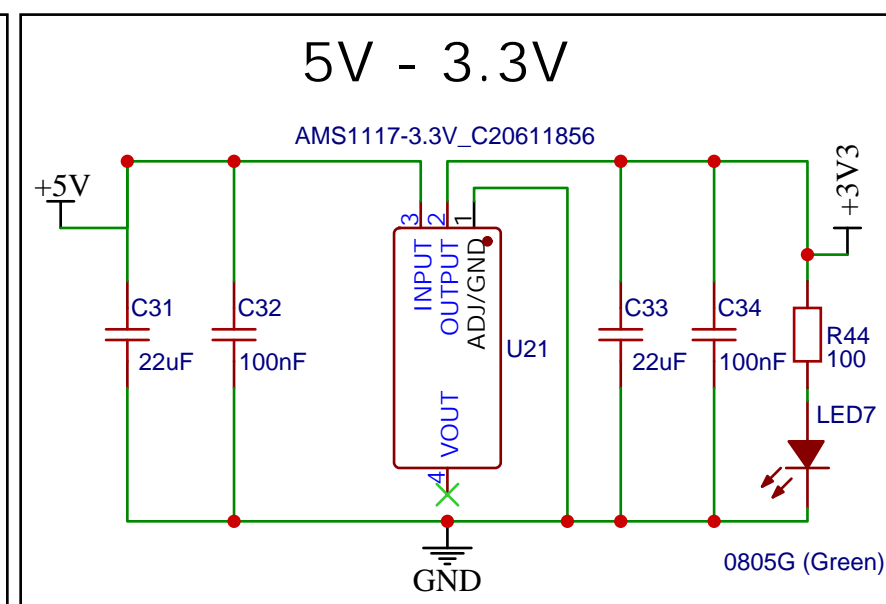 5V - 3.3V
AMS1117-3.3V_C20611856
+5V
+3V3
3
2
1
INPUT
OUTPUT
ADJ/GND
VOUT
4
U21
C31
22uF
C32
100nF
C33
22uF
C34
100nF
R44
100
LED7
GND
0805G (Green)